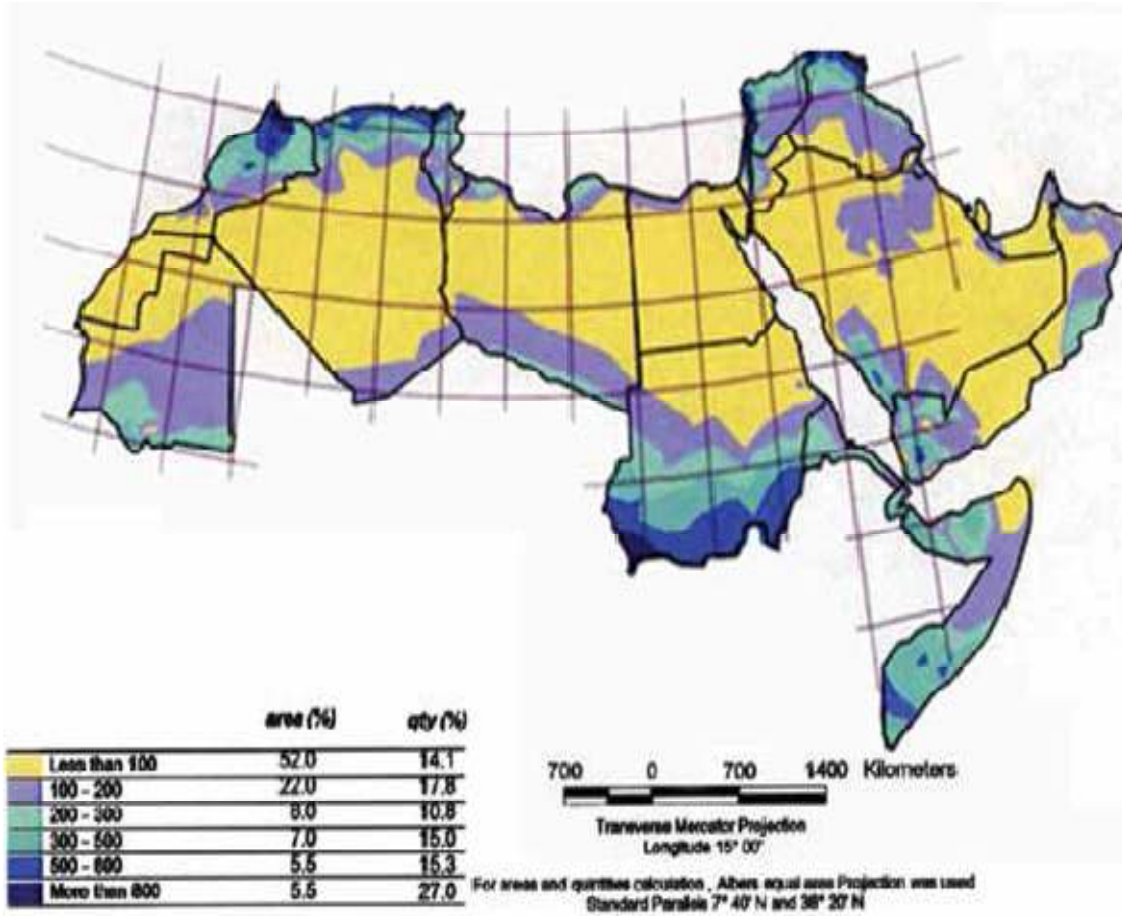 area (%) qty (%)
Less than 100 52.0 14.1
100 - 200 22.0 17.8
200 - 300 8.0 10.8
300 - 500 7.0 15.0
500 - 800 5.5 15.3
More than 800 5.5 27.0
700 0 700 1400 Kilometers
Transverse Mercator Projection
Longitude 15° 00'
For areas and quntities calculation , Albers equal area Projection was used
Standard Parallels 7° 40' N and 38° 20' N